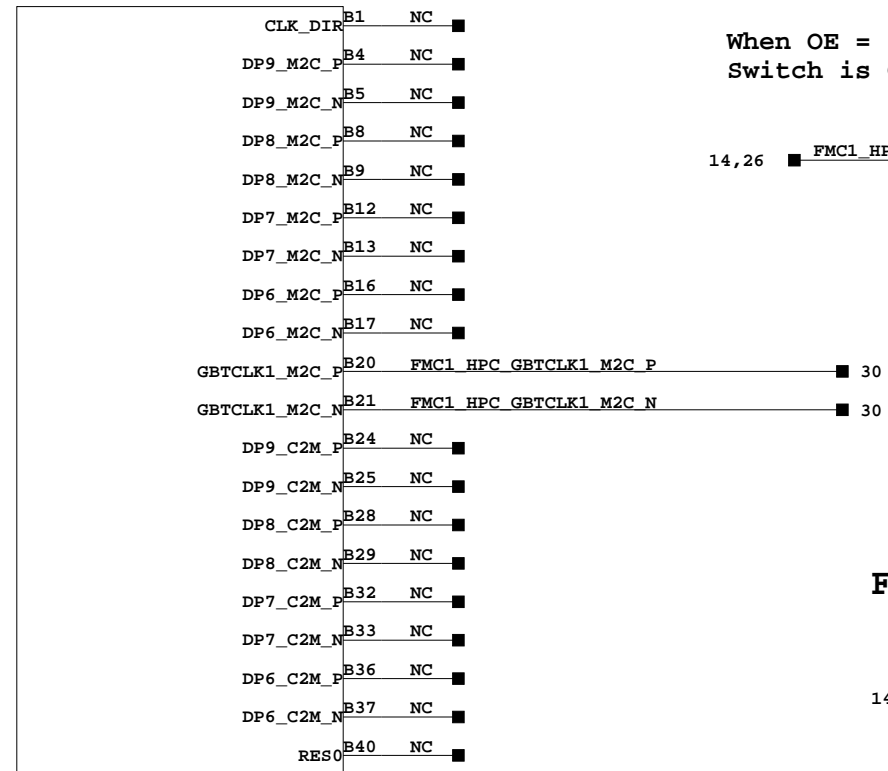 CLK_DIR B1 NC
DP9_M2C_P B4 NC
DP9_M2C_N B5 NC
DP8_M2C_P B8 NC
DP8_M2C_N B9 NC
DP7_M2C_P B12 NC
DP7_M2C_N B13 NC
DP6_M2C_P B16 NC
DP6_M2C_N B17 NC
GBTCLK1_M2C_P B20 FMC1_HPC_GBTCLK1_M2C_P 30
GBTCLK1_M2C_N B21 FMC1_HPC_GBTCLK1_M2C_N 30
DP9_C2M_P B24 NC
DP9_C2M_N B25 NC
DP8_C2M_P B28 NC
DP8_C2M_N B29 NC
DP7_C2M_P B32 NC
DP7_C2M_N B33 NC
DP6_C2M_P B36 NC
DP6_C2M_N B37 NC
RES0 B40 NC
When OE =
Switch is
14,26 FMC1_HP
F
14